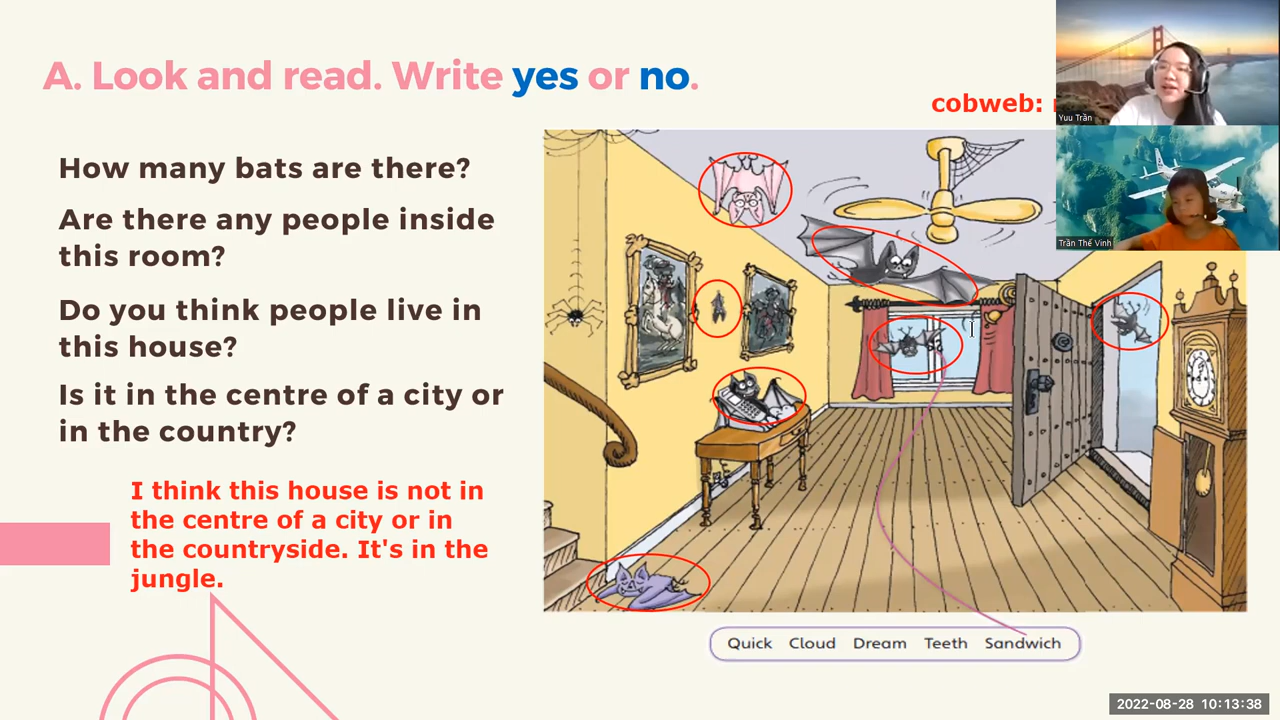 A. Look and read. Write yes or no.
cobweb:
How many bats are there?
Are there any people inside
this room?
Do you think people live in
this house?
Is it in the centre of a city or
in the country?
I think this house is not in
the centre of a city or in
the countryside. It's in the
jungle.
Quick Cloud Dream Teeth Sandwich
Yuu Trần
Trần Thế Vinh
2022-08-28 10:13:38